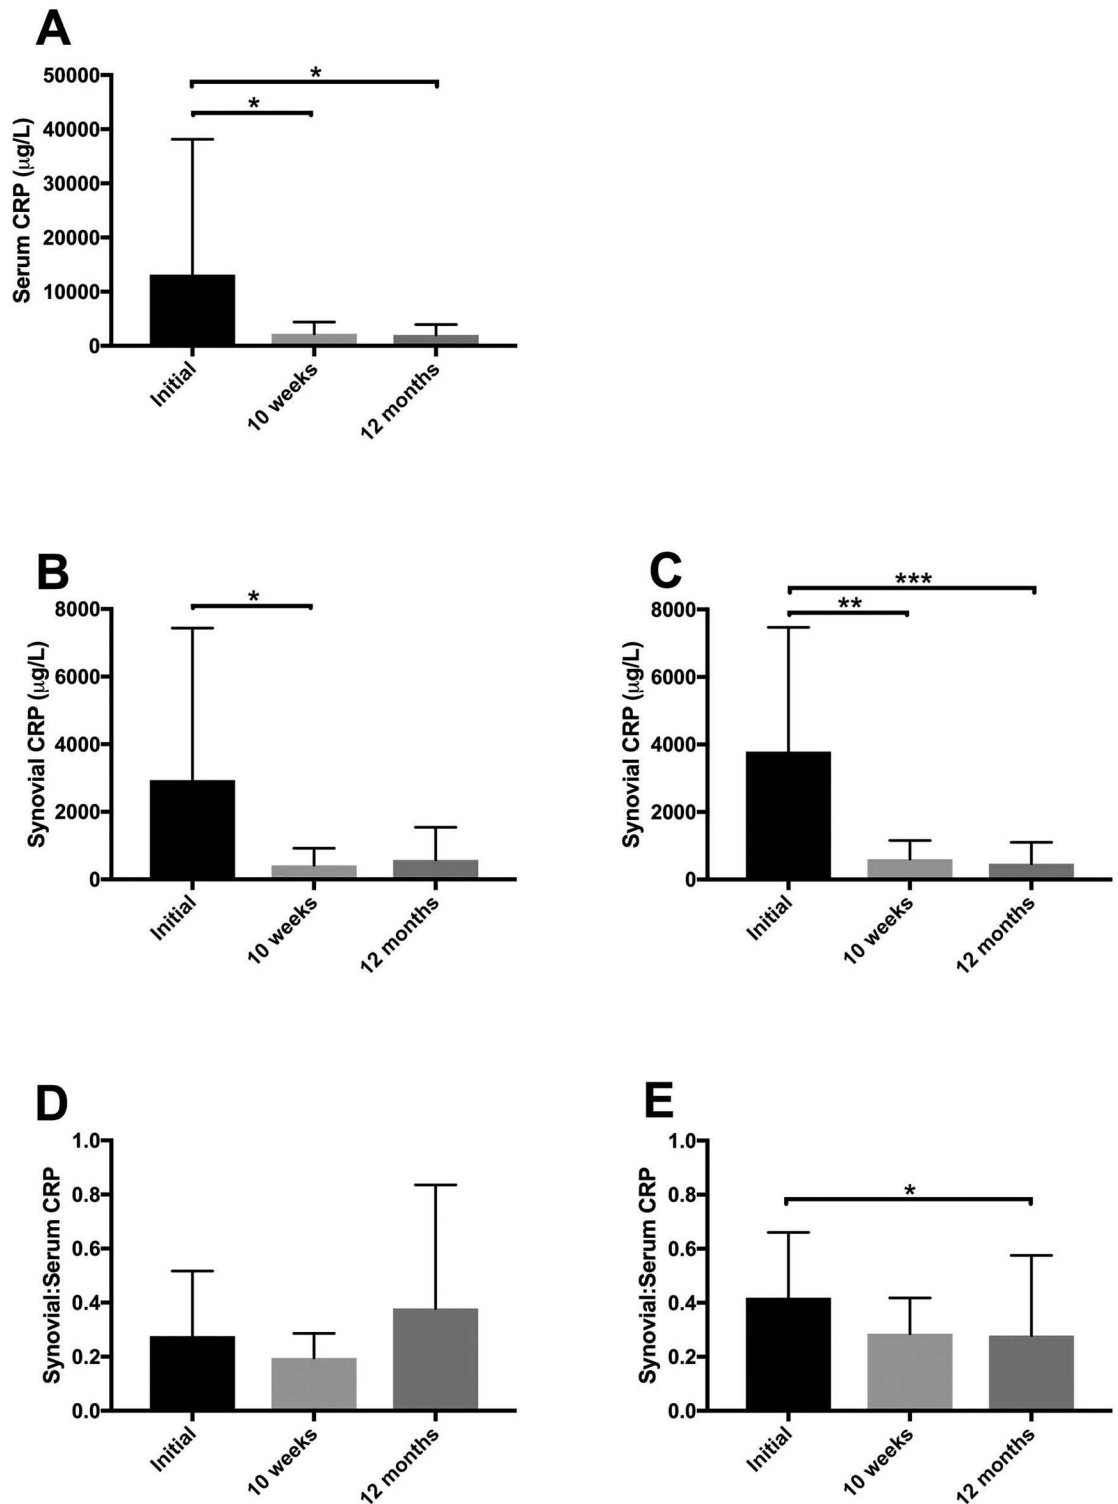 A
50000
40000
30000
20000
10000
0
Serum CRP (µg/L)
*
*
Initial
10 weeks
12 months
B
8000
6000
4000
2000
0
Synovial CRP (µg/L)
*
Initial
10 weeks
12 months
C
8000
6000
4000
2000
0
Synovial CRP (µg/L)
***
**
Initial
10 weeks
12 months
D
1.0
0.8
0.6
0.4
0.2
0.0
Synovial:Serum CRP
Initial
10 weeks
12 months
E
1.0
0.8
0.6
0.4
0.2
0.0
Synovial:Serum CRP
*
Initial
10 weeks
12 months